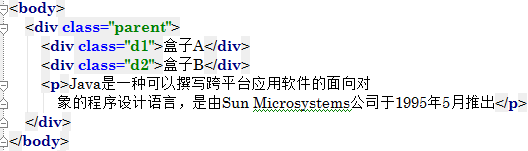 <body>
<div class="parent">
<div class="d1">盒子A</div>
<div class="d2">盒子B</div>
<p>Java是一种可以撰写跨平台应用软件的面向对
象的程序设计语言，是由Sun Microsystems公司于1995年5月推出</p>
</div>
</body>